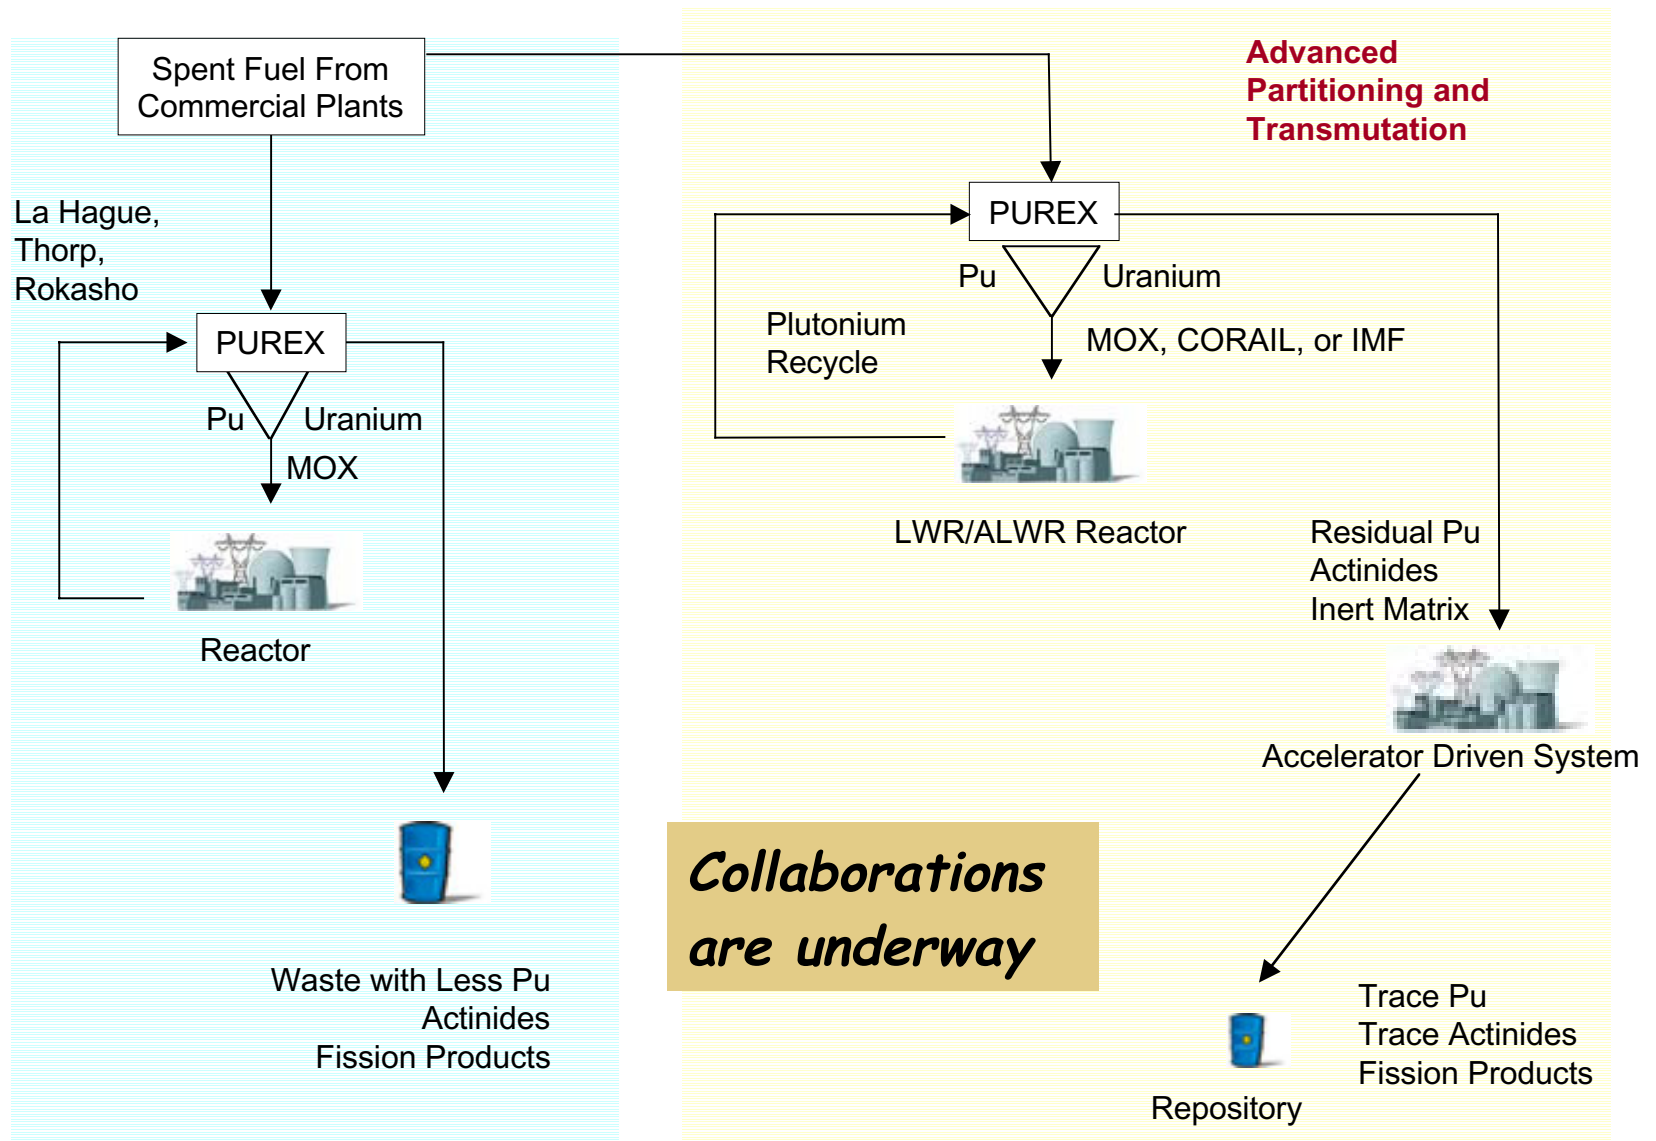 Spent Fuel From
Commercial Plants
La Hague,
Thorp,
Rokasho
PUREX
Pu
Uranium
MOX
Reactor
Waste with Less Pu
Actinides
Fission Products
Advanced
Partitioning and
Transmutation
PUREX
Pu
Uranium
Plutonium
Recycle
MOX, CORAIL, or IMF
LWR/ALWR Reactor
Residual Pu
Actinides
Inert Matrix
Accelerator Driven System
Collaborations
are underway
Trace Pu
Trace Actinides
Fission Products
Repository